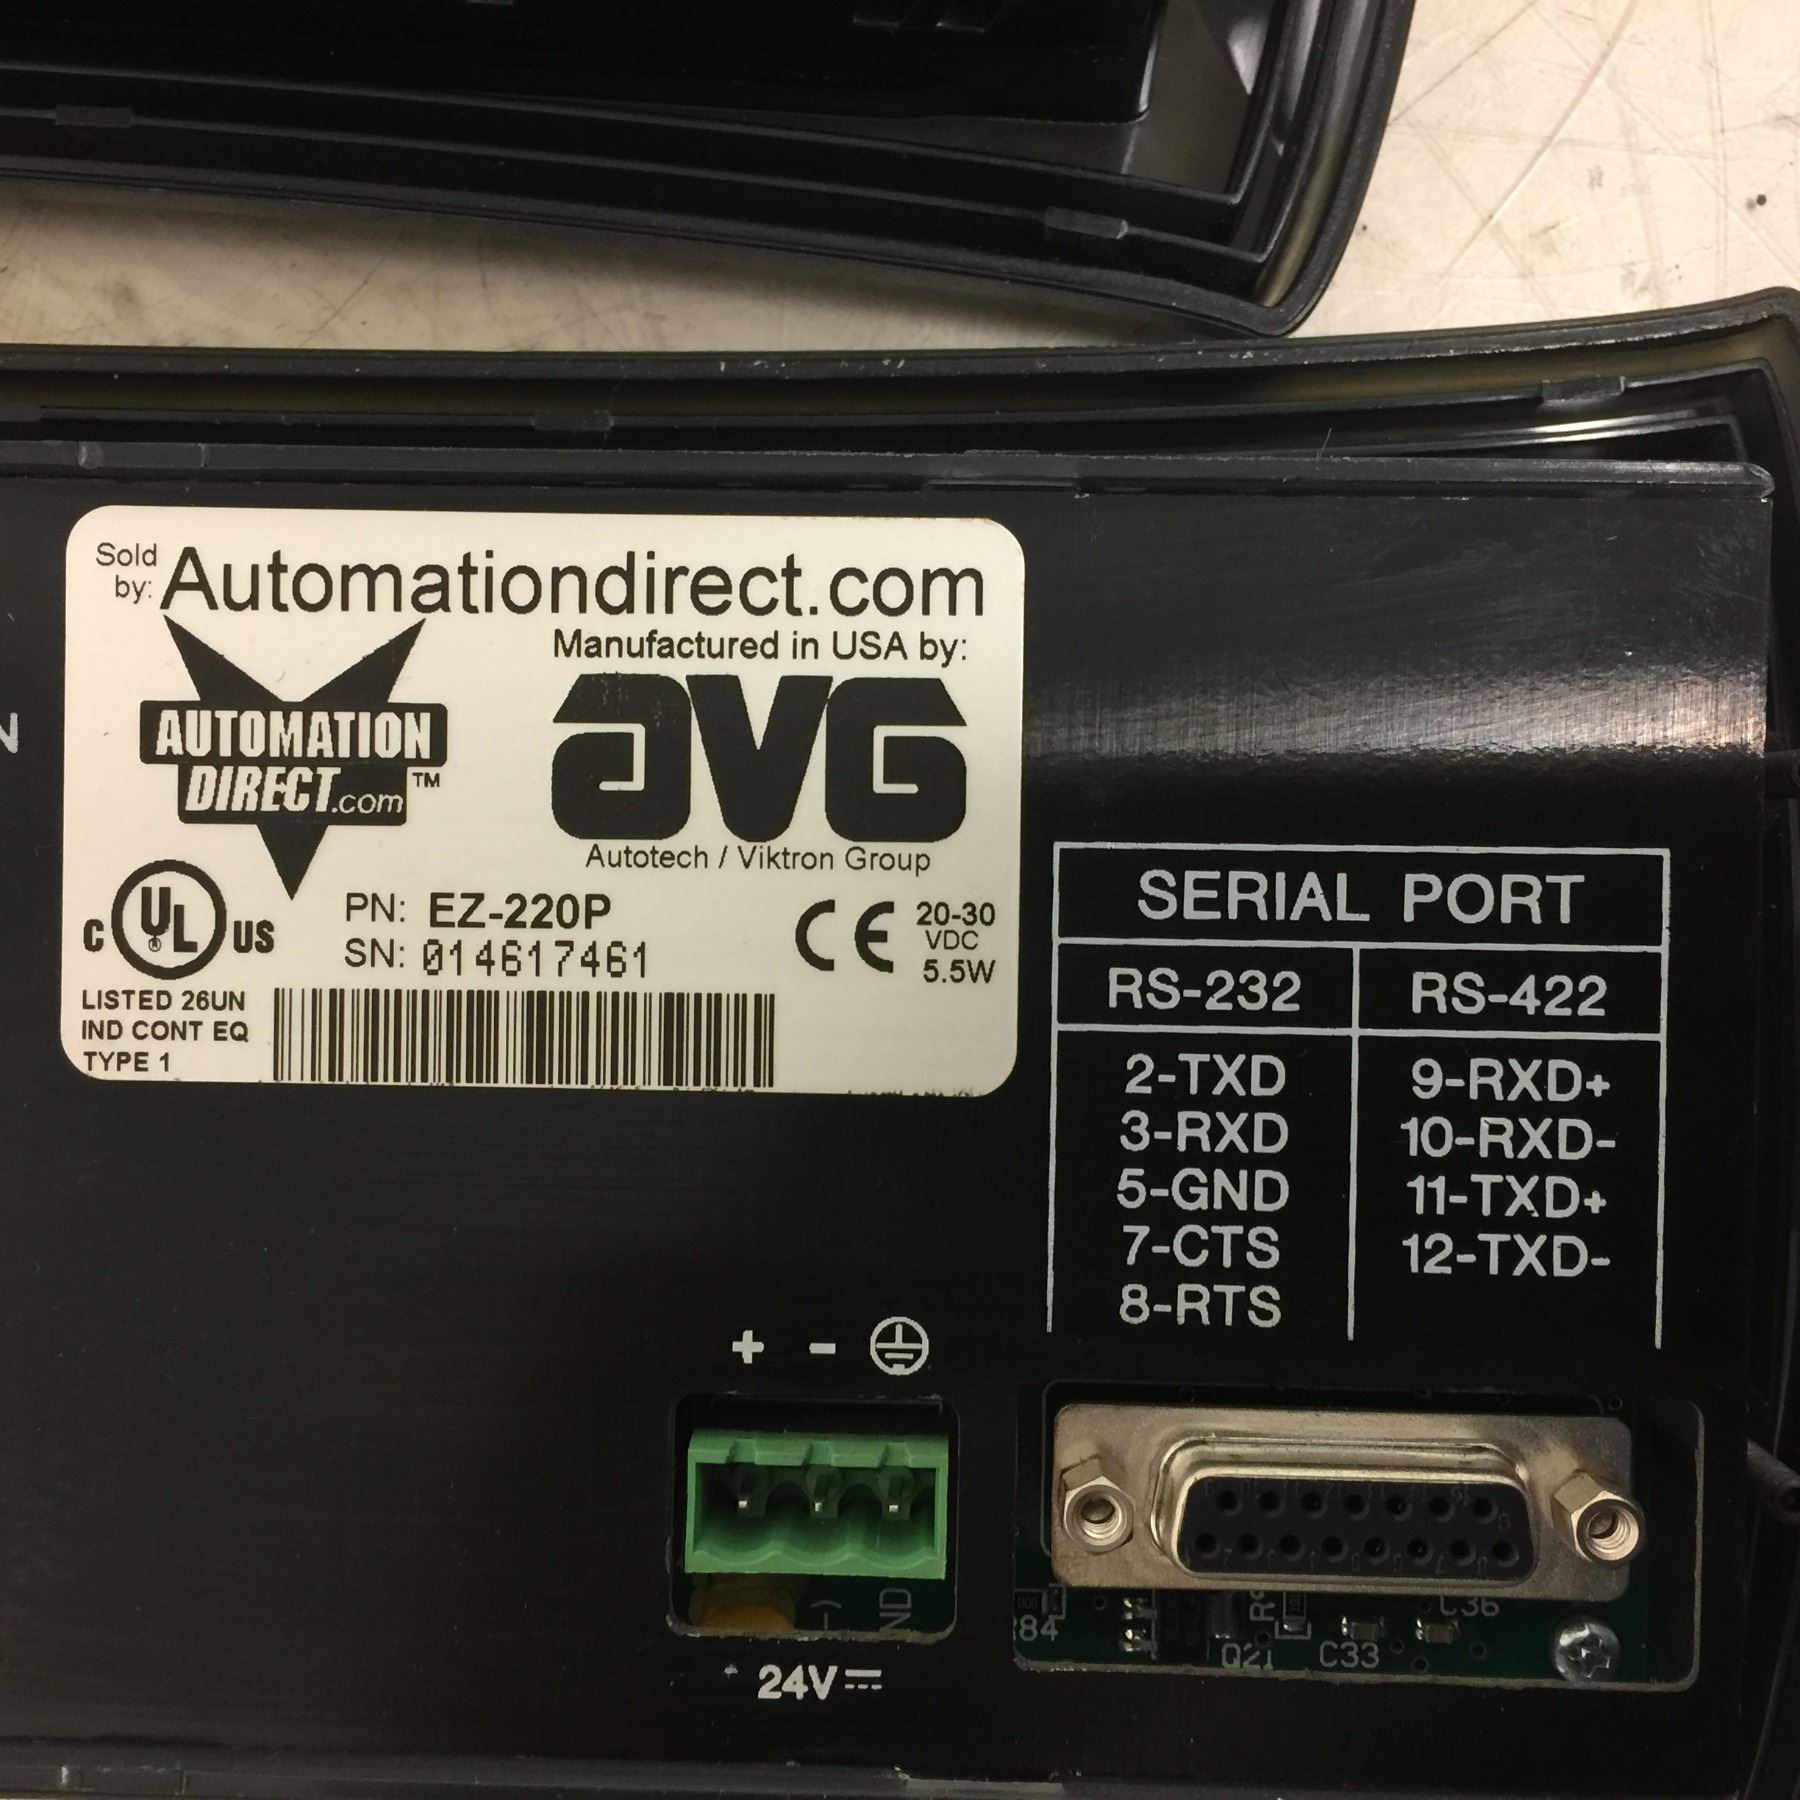 Sold by: Automationdirect.com
Manufactured in USA by:
AUTOMATION
DIRECT.com™
AVG
Autotech / Viktron Group
C UL US
LISTED 26UN
IND CONT EQ
TYPE 1
PN: EZ-220P
SN: 014617461
CE
20-30
VDC
5.5W
SERIAL PORT
RS-232 RS-422
2-TXD 9-RXD+
3-RXD 10-RXD-
5-GND 11-TXD+
7-CTS 12-TXD-
8-RTS
+ -
24V
Q21 C33 C36